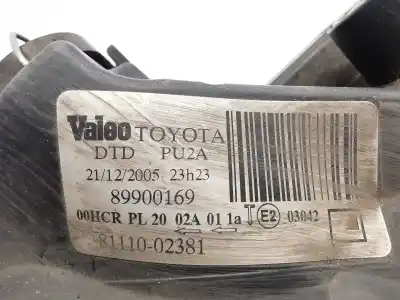 Valeo TOYOTA
DTD PU2A
21/12/2005 23h23
89900169
00HCR PL 20 02A 01 1a E2 03042
81110-02381